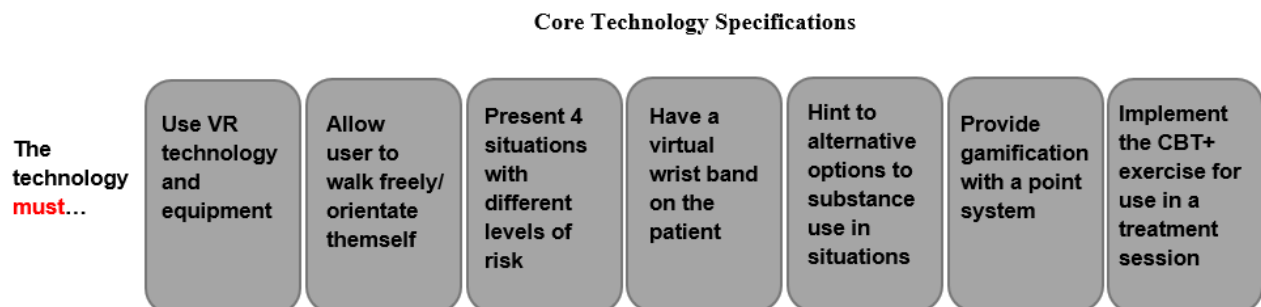 Core Technology Specifications
The
technology
must...
Use VR
technology
and
equipment
Allow
user to
walk freely/
orientate
themself
Present 4
situations
with
different
levels of
risk
Have a
virtual
wrist band
on the
patient
Hint to
alternative
options to
substance
use in
situations
Provide
gamification
with a point
system
Implement
the CBT+
exercise for
use in a
treatment
session